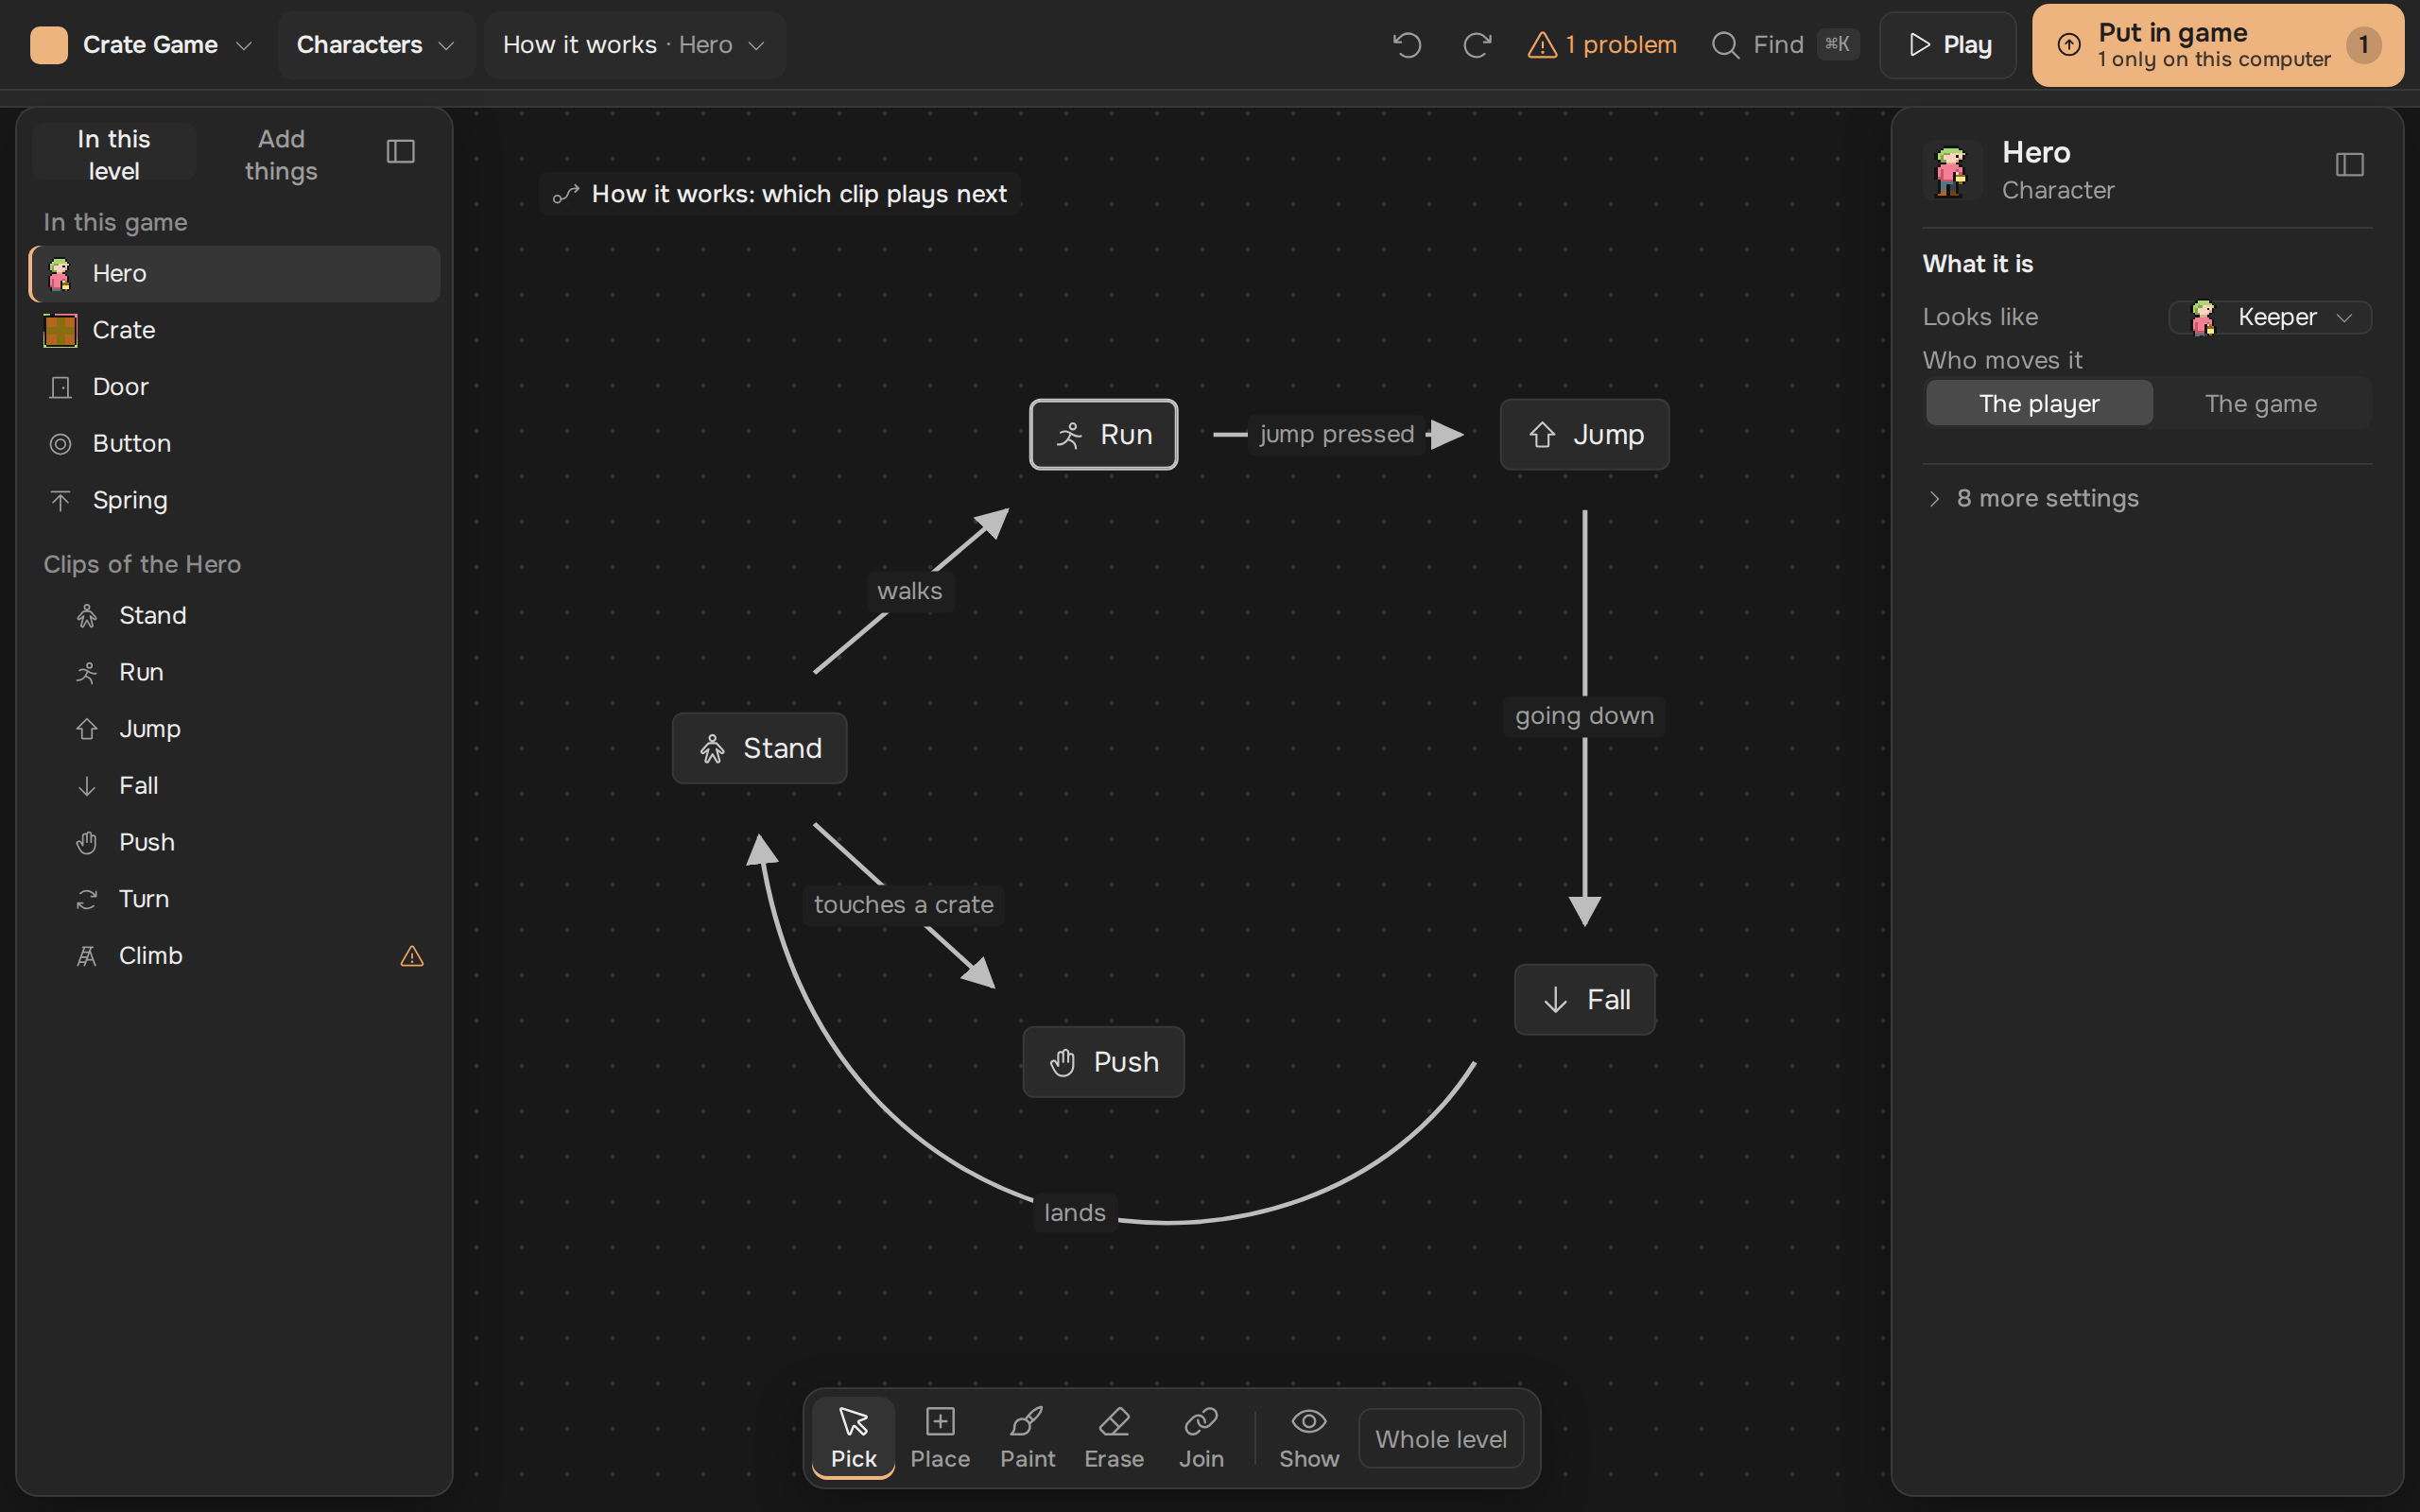 Crate Game
Characters
How it works · Hero
1 problem
Find ⌘K
Play
Put in game
1 only on this computer
1
In this level
Add things
In this game
Hero
Crate
Door
Button
Spring
Clips of the Hero
Stand
Run
Jump
Fall
Push
Turn
Climb
How it works: which clip plays next
Run
jump pressed
Jump
walks
going down
Stand
touches a crate
Fall
Push
lands
Pick
Place
Paint
Erase
Join
Show
Whole level
Hero
Character
What it is
Looks like
Keeper
Who moves it
The player
The game
8 more settings